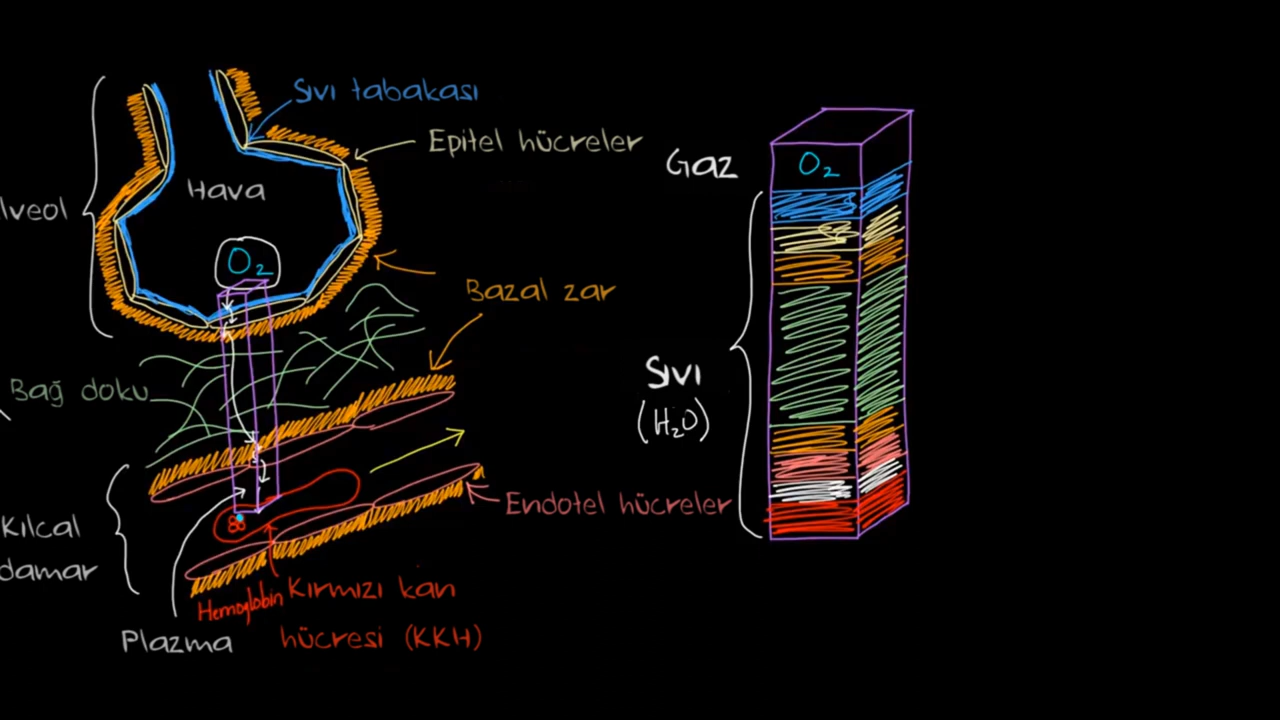 Sıvı tabakası
Epitel hücreler
Hava
lveol
O₂
Bazal zar
Bağ doku
Endotel hücreler
Kılcal
damar
Hemoglobin
Kırmızı kan
hücresi (KKH)
Plazma
Gaz
O₂
Sıvı
(H₂O)